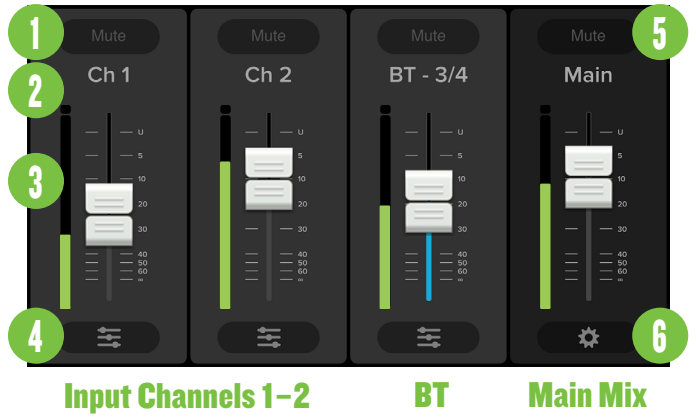 1 Mute Mute Mute Mute 5
2 Ch 1 Ch 2 BT - 3/4 Main
U U U U
5 5 5 5
3 10 10 10 10
20 20 20 20
30 30 30 30
40 40 40 40
50 50 50 50
60 60 60 60
∞ ∞ ∞ ∞
4 6
Input Channels 1–2 BT Main Mix